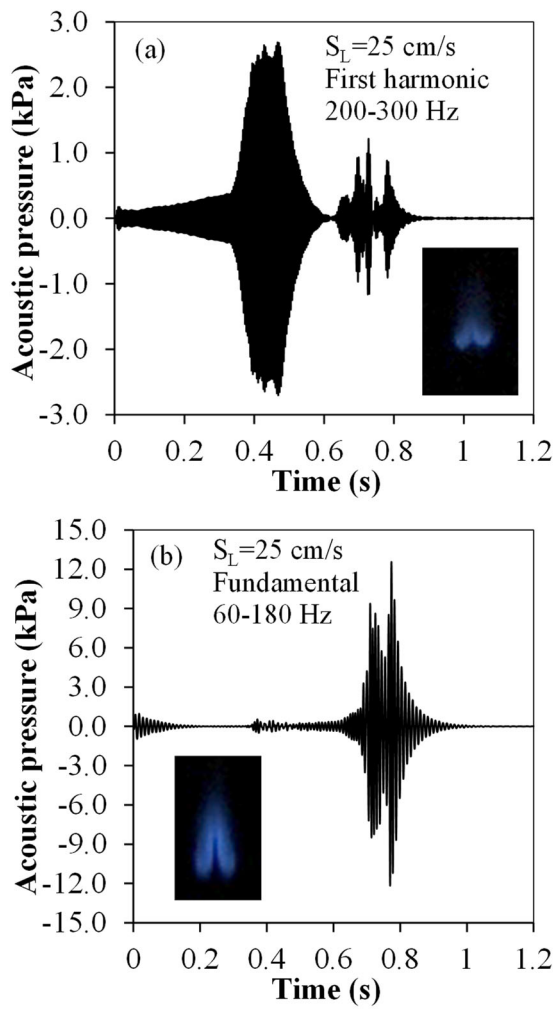 (a)
S_L=25 cm/s
First harmonic
200-300 Hz
Acoustic pressure (kPa)
3.0
2.0
1.0
0.0
-1.0
-2.0
-3.0
0 0.2 0.4 0.6 0.8 1 1.2
Time (s)
(b)
S_L=25 cm/s
Fundamental
60-180 Hz
Acoustic pressure (kPa)
15.0
12.0
9.0
6.0
3.0
0.0
-3.0
-6.0
-9.0
-12.0
-15.0
0 0.2 0.4 0.6 0.8 1 1.2
Time (s)